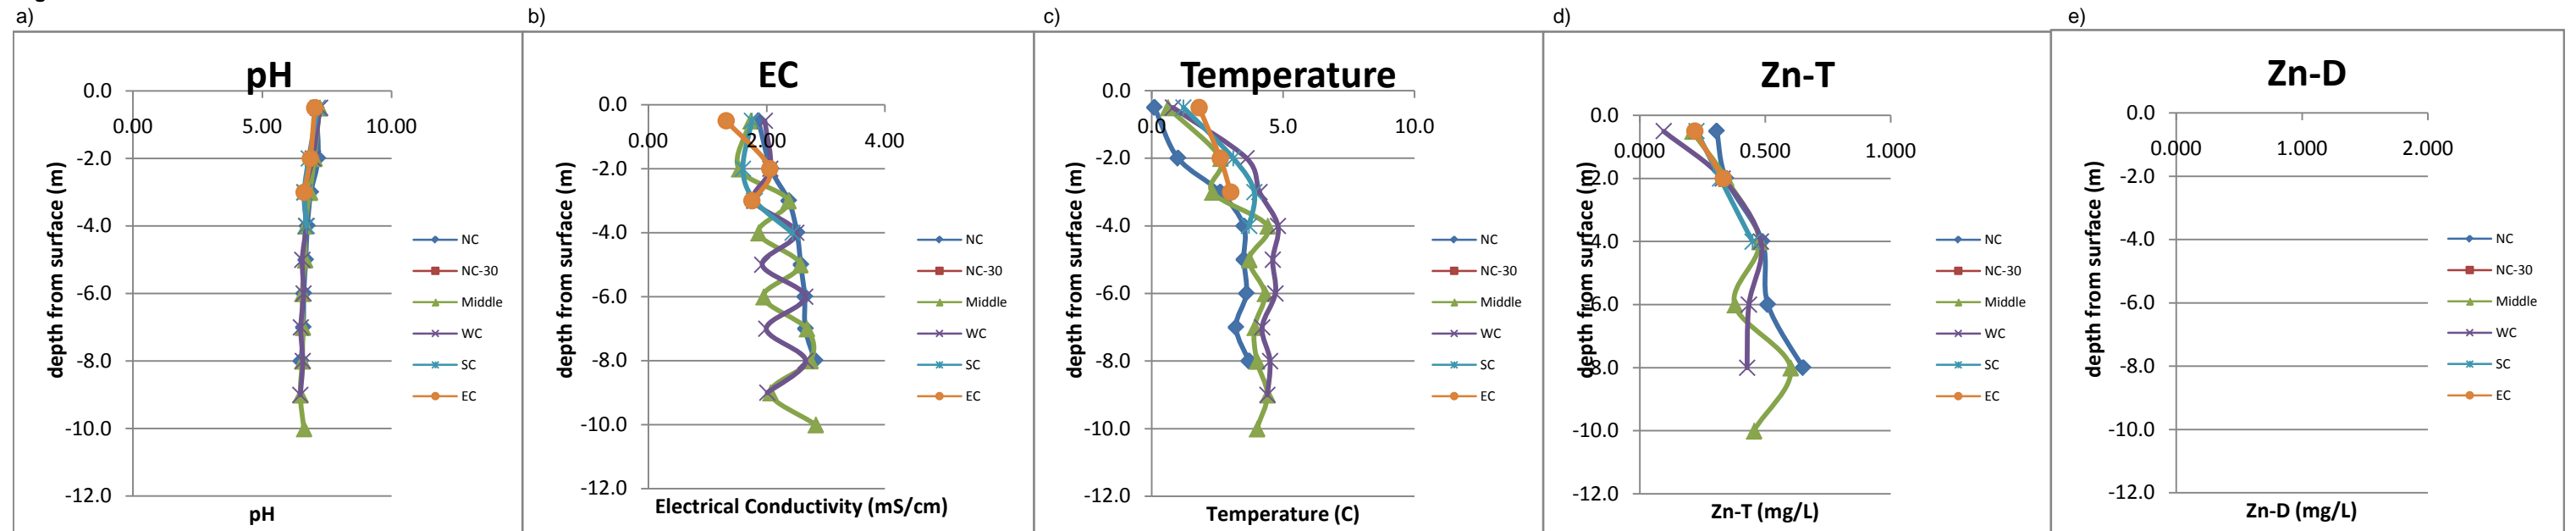 a)
b)
c)
d)
e)
pH
0.0
0.00
5.00
10.00
-2.0
-4.0
-6.0
-8.0
-10.0
-12.0
depth from surface (m)
pH
NC
NC-30
Middle
WC
SC
EC
EC
0.0
0.00
2.00
4.00
-2.0
-4.0
-6.0
-8.0
-10.0
-12.0
depth from surface (m)
Electrical Conductivity (mS/cm)
NC
NC-30
Middle
WC
SC
EC
Temperature
0.0
0.0
5.0
10.0
-2.0
-4.0
-6.0
-8.0
-10.0
-12.0
depth from surface (m)
Temperature (C)
NC
NC-30
Middle
WC
SC
EC
Zn-T
0.0
0.000
0.500
1.000
-2.0
-4.0
-6.0
-8.0
-10.0
-12.0
depth from surface (m)
Zn-T (mg/L)
NC
NC-30
Middle
WC
SC
EC
Zn-D
0.0
0.000
1.000
2.000
-2.0
-4.0
-6.0
-8.0
-10.0
-12.0
depth from surface (m)
Zn-D (mg/L)
NC
NC-30
Middle
WC
SC
EC